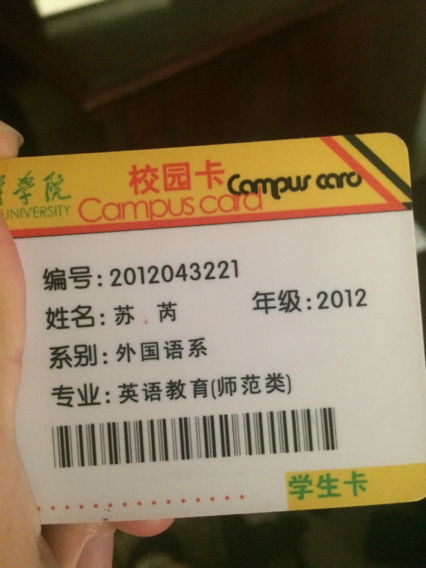 学院
UNIVERSITY
校园卡 Campus card
Campus card
编号:2012043221
姓名:苏 芮
年级:2012
系别:外国语系
专业:英语教育(师范类)
学生卡